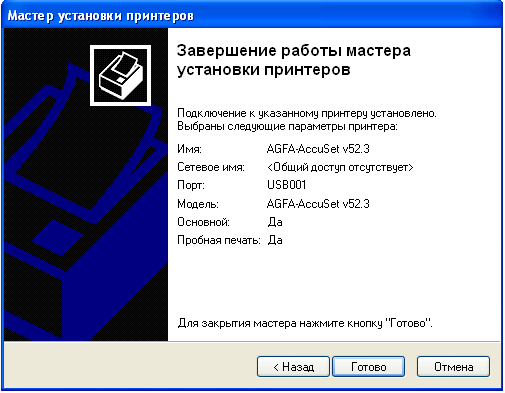 Мастер установки принтеров
Завершение работы мастера
установки принтеров
Подключение к указанному принтеру установлено.
Выбраны следующие параметры принтера:
Имя: AGFA-AccuSet v52.3
Сетевое имя: <Общий доступ отсутствует>
Порт: USB001
Модель: AGFA-AccuSet v52.3
Основной: Да
Пробная печать: Да
Для закрытия мастера нажмите кнопку "Готово".
< Назад Готово Отмена